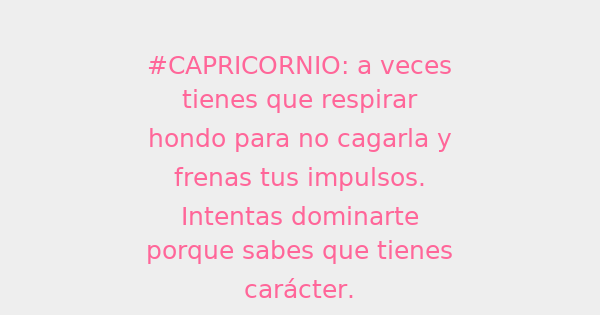 #CAPRICORNIO: a veces
tienes que respirar
hondo para no cagarla y
frenas tus impulsos.
Intentas dominarte
porque sabes que tienes
carácter.